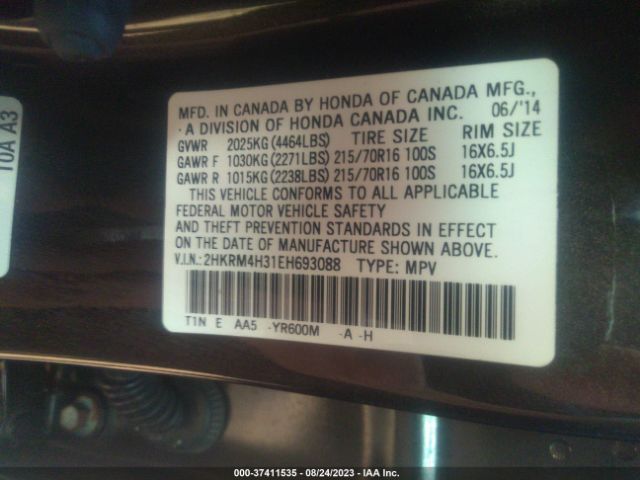 MFD. IN CANADA BY HONDA OF CANADA MFG.,
·A DIVISION OF HONDA CANADA INC. 06/'14
GVWR 2025KG(4464LBS) TIRE SIZE RIM SIZE
GAWR F 1030KG(2271LBS) 215/70R16 100S 16X6.5J
GAWR R 1015KG(2238LBS) 215/70R16 100S 16X6.5J
THIS VEHICLE CONFORMS TO ALL APPLICABLE
FEDERAL MOTOR VEHICLE SAFETY
AND THEFT PREVENTION STANDARDS IN EFFECT
ON THE DATE OF MANUFACTURE SHOWN ABOVE.
V.I.N.: 2HKRM4H31EH693088 TYPE: MPV
T1N E AA5 -YR600M -A -H
T0A A3
000-37411535 - 08/24/2023 - IAA Inc.